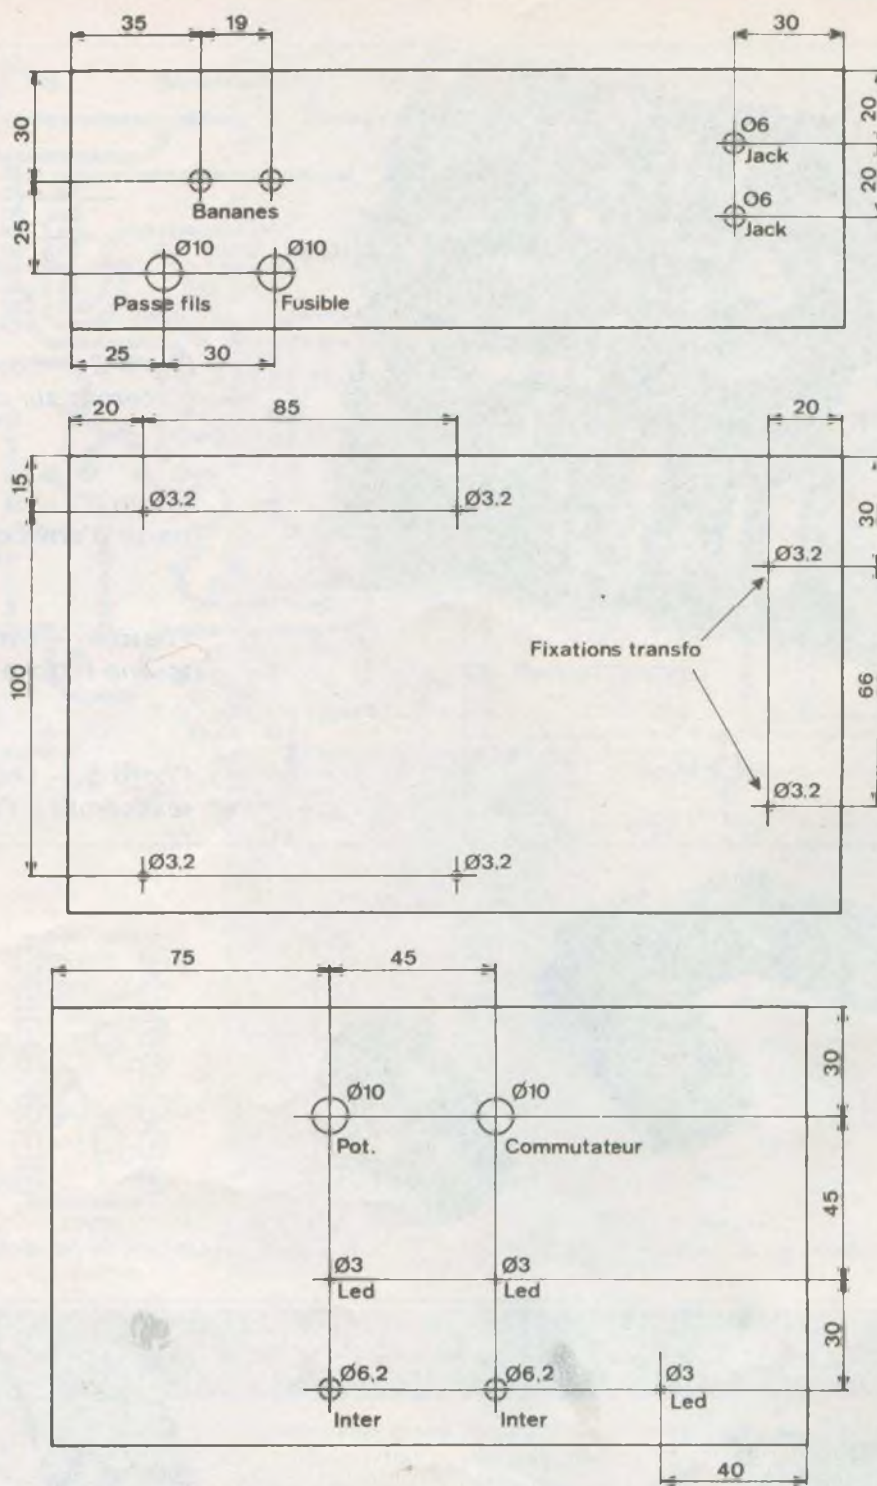 35 19 30
30
20
O6
Jack
20
O6
Jack
Bananes
25
Ø10 Ø10
Passe fils Fusible
25 30
20 85 20
15
Ø3,2 Ø3,2
30
Ø3,2
Fixations transfo
100
66
Ø3,2
Ø3,2 Ø3,2
75 45
30
Ø10 Ø10
Pot. Commutateur
45
Ø3 Ø3
Led Led
30
Ø6,2 Ø6,2 Ø3
Inter Inter Led
40